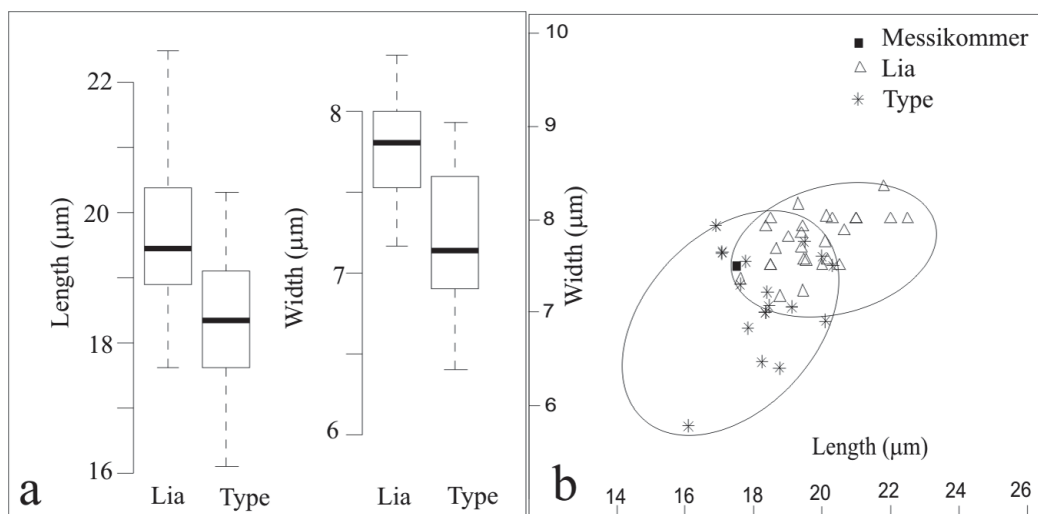 22
20
18
16
Length (μm)
Lia Type
a
8
7
6
Width (μm)
Lia Type
10
9
8
7
6
Width (μm)
Messikommer
Lia
Type
Length (μm)
b
14 16 18 20 22 24 26